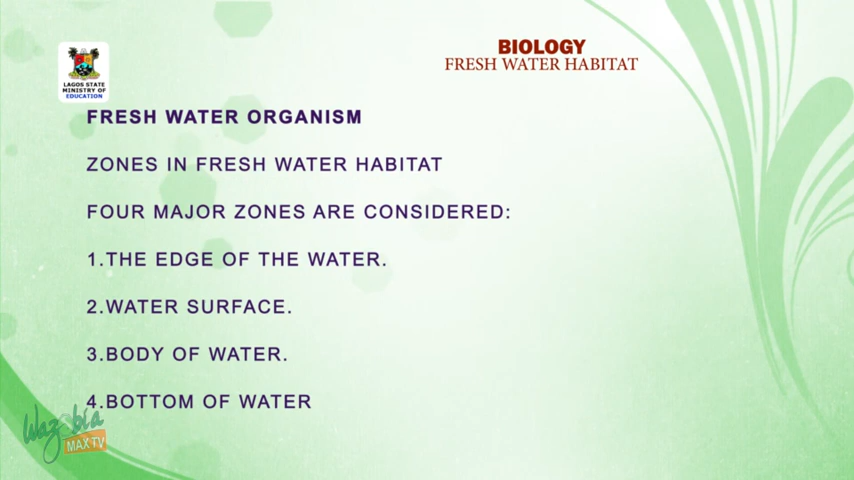 BIOLOGY
FRESH WATER HABITAT
LAGOS STATE
MINISTRY OF
EDUCATION
FRESH WATER ORGANISM
ZONES IN FRESH WATER HABITAT
FOUR MAJOR ZONES ARE CONSIDERED:
1.THE EDGE OF THE WATER.
2.WATER SURFACE.
3.BODY OF WATER.
4.BOTTOM OF WATER
Wazobia
MAX TV